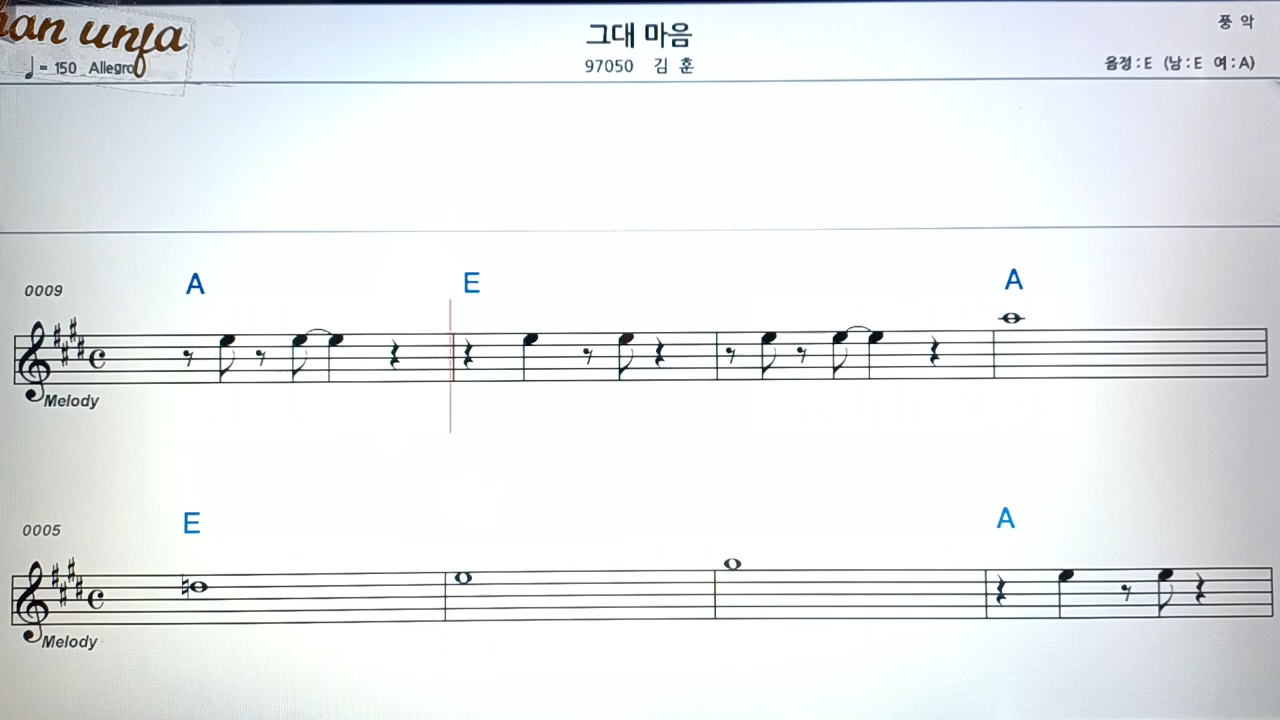 an unfa
♩ = 150 Allegro
그대 마음
97050 김 훈
풍 악
음정:E (남:E 여:A)
0009
A E A
Melody
0005
E A
Melody